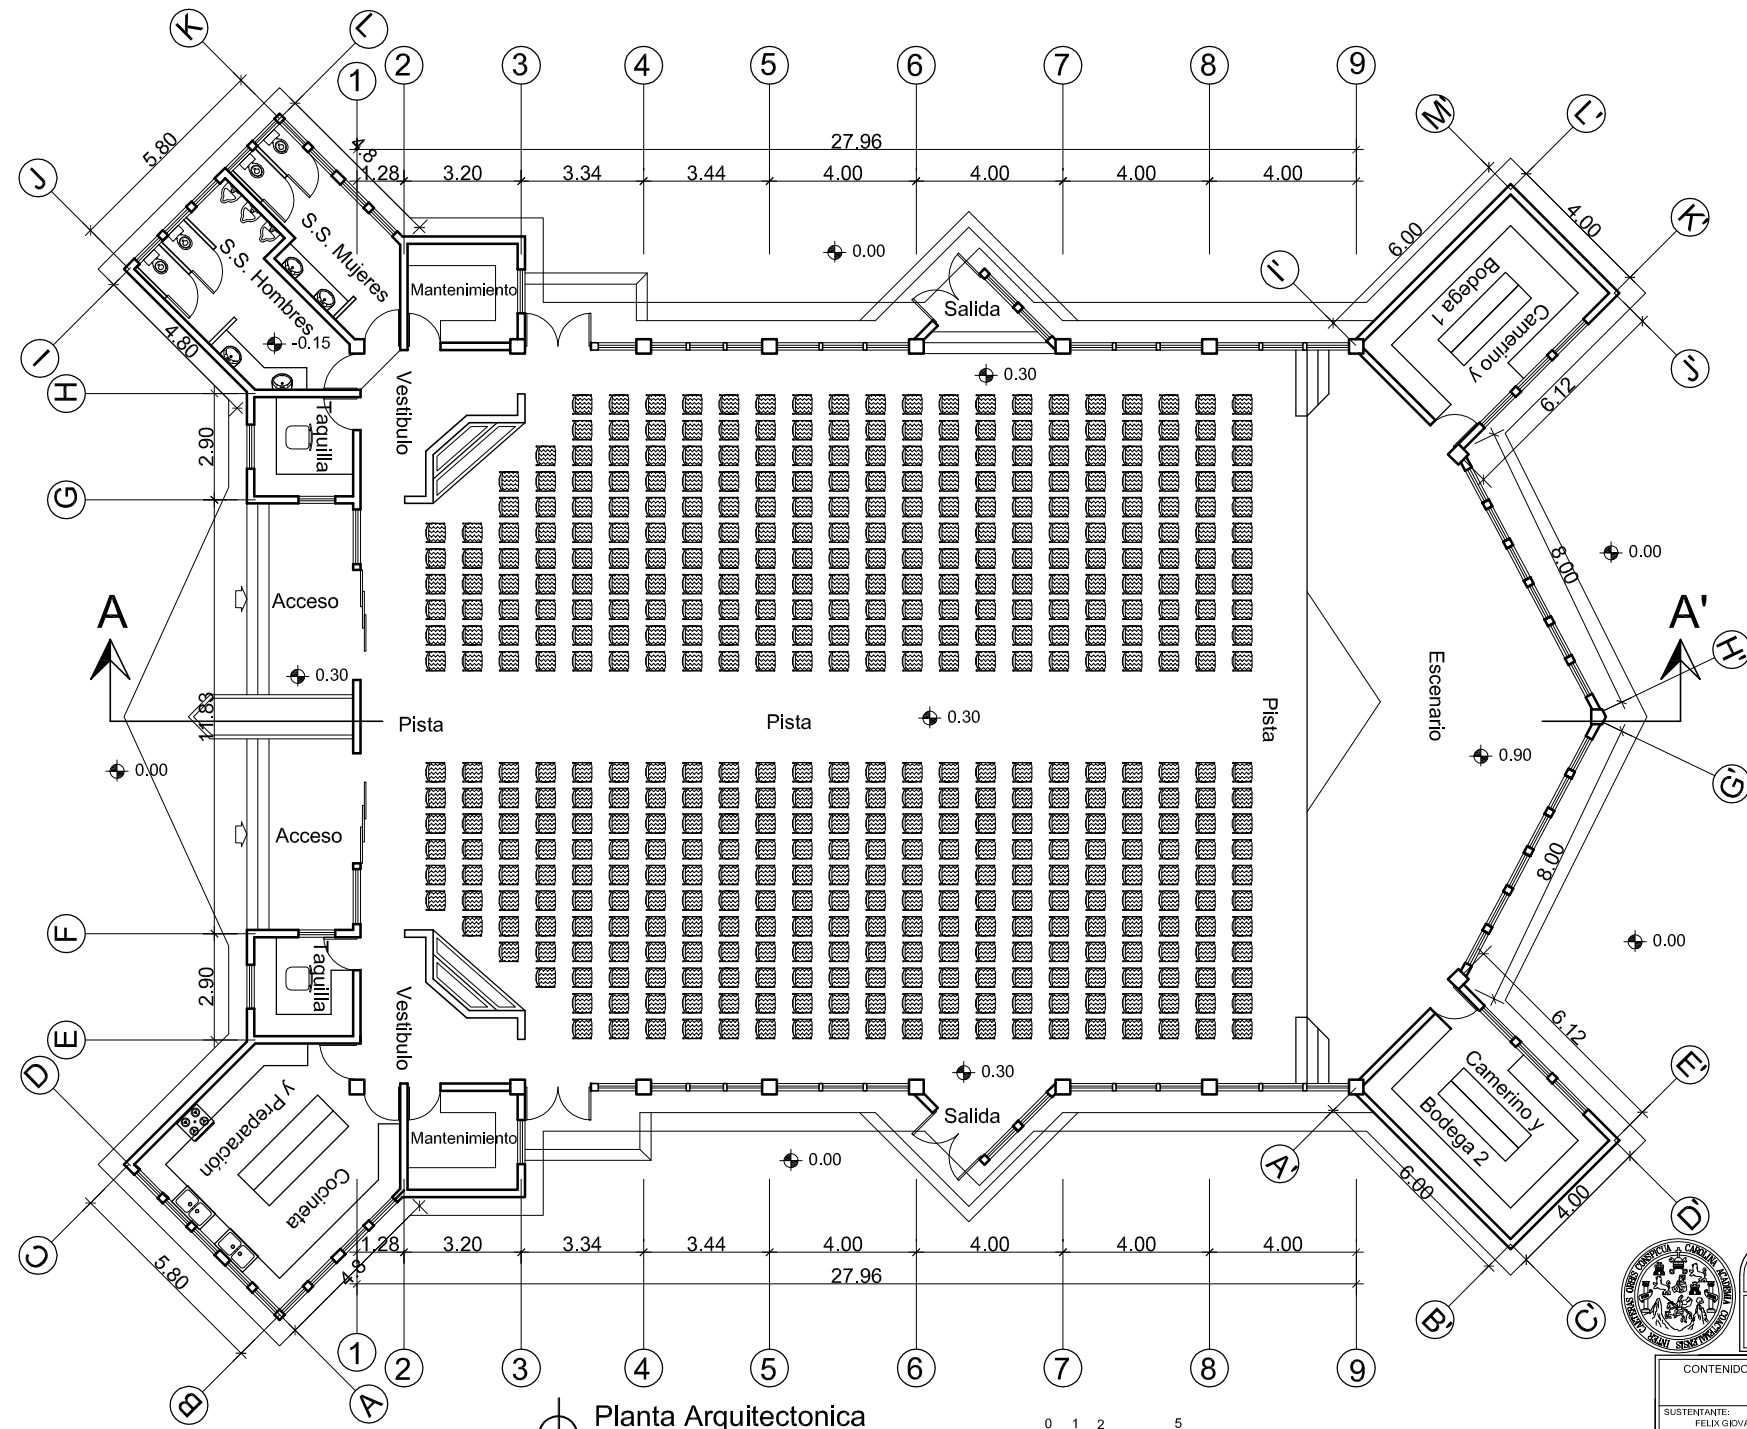 K L 1 2 3 4 5 6 7 8 9 M' L'
27.96
1.28 3.20 3.34 3.44 4.00 4.00 4.00 4.00
5.80
4.8
J
K'
I'
6.00
4.00
S.S. Mujeres
S.S. Hombres
Mantenimiento
0.00
Salida
Bodega 1
Camerino y
-0.15
4.80
I
H
J'
6.12
0.30
Vestibulo
Taquilla
2.90
G
8.00
0.00
Acceso
A
A'
H'
0.30
11.83
Pista
Pista
0.30
Pista
Escenario
0.90
0.00
G'
Acceso
8.00
F
0.00
Taquilla
2.90
Vestibulo
E
D
6.12
0.30
Camerino y
Bodega 2
E'
y Preparación
Cocineta
Mantenimiento
Salida
0.00
A'
6.00
4.00
D'
C
5.80
4.8
1.28 3.20 3.34 3.44 4.00 4.00 4.00 4.00
27.96
B A 1 2 3 4 5 6 7 8 9 B' C'
CONTENIDO
SUSTENTANTE:
FELIX GIOVA
Planta Arquitectonica
0 1 2 5